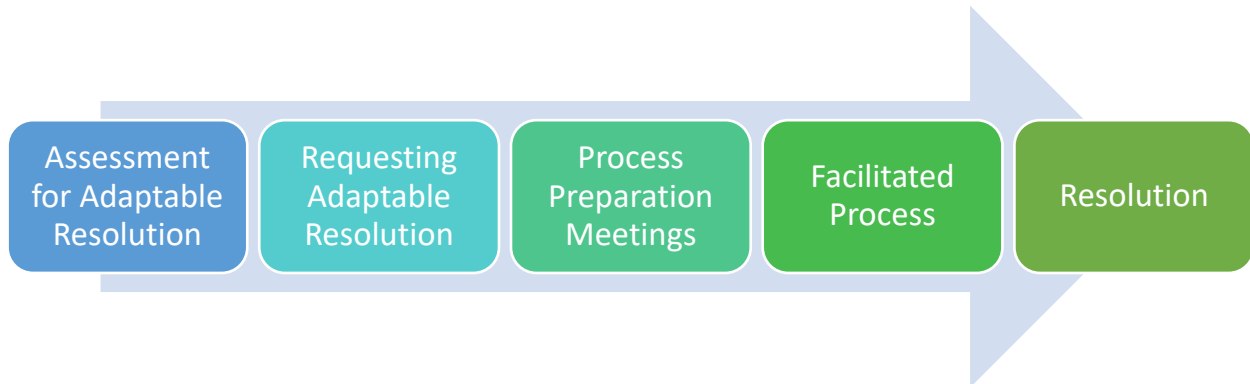 Assessment
for Adaptable
Resolution
Requesting
Adaptable
Resolution
Process
Preparation
Meetings
Facilitated
Process
Resolution